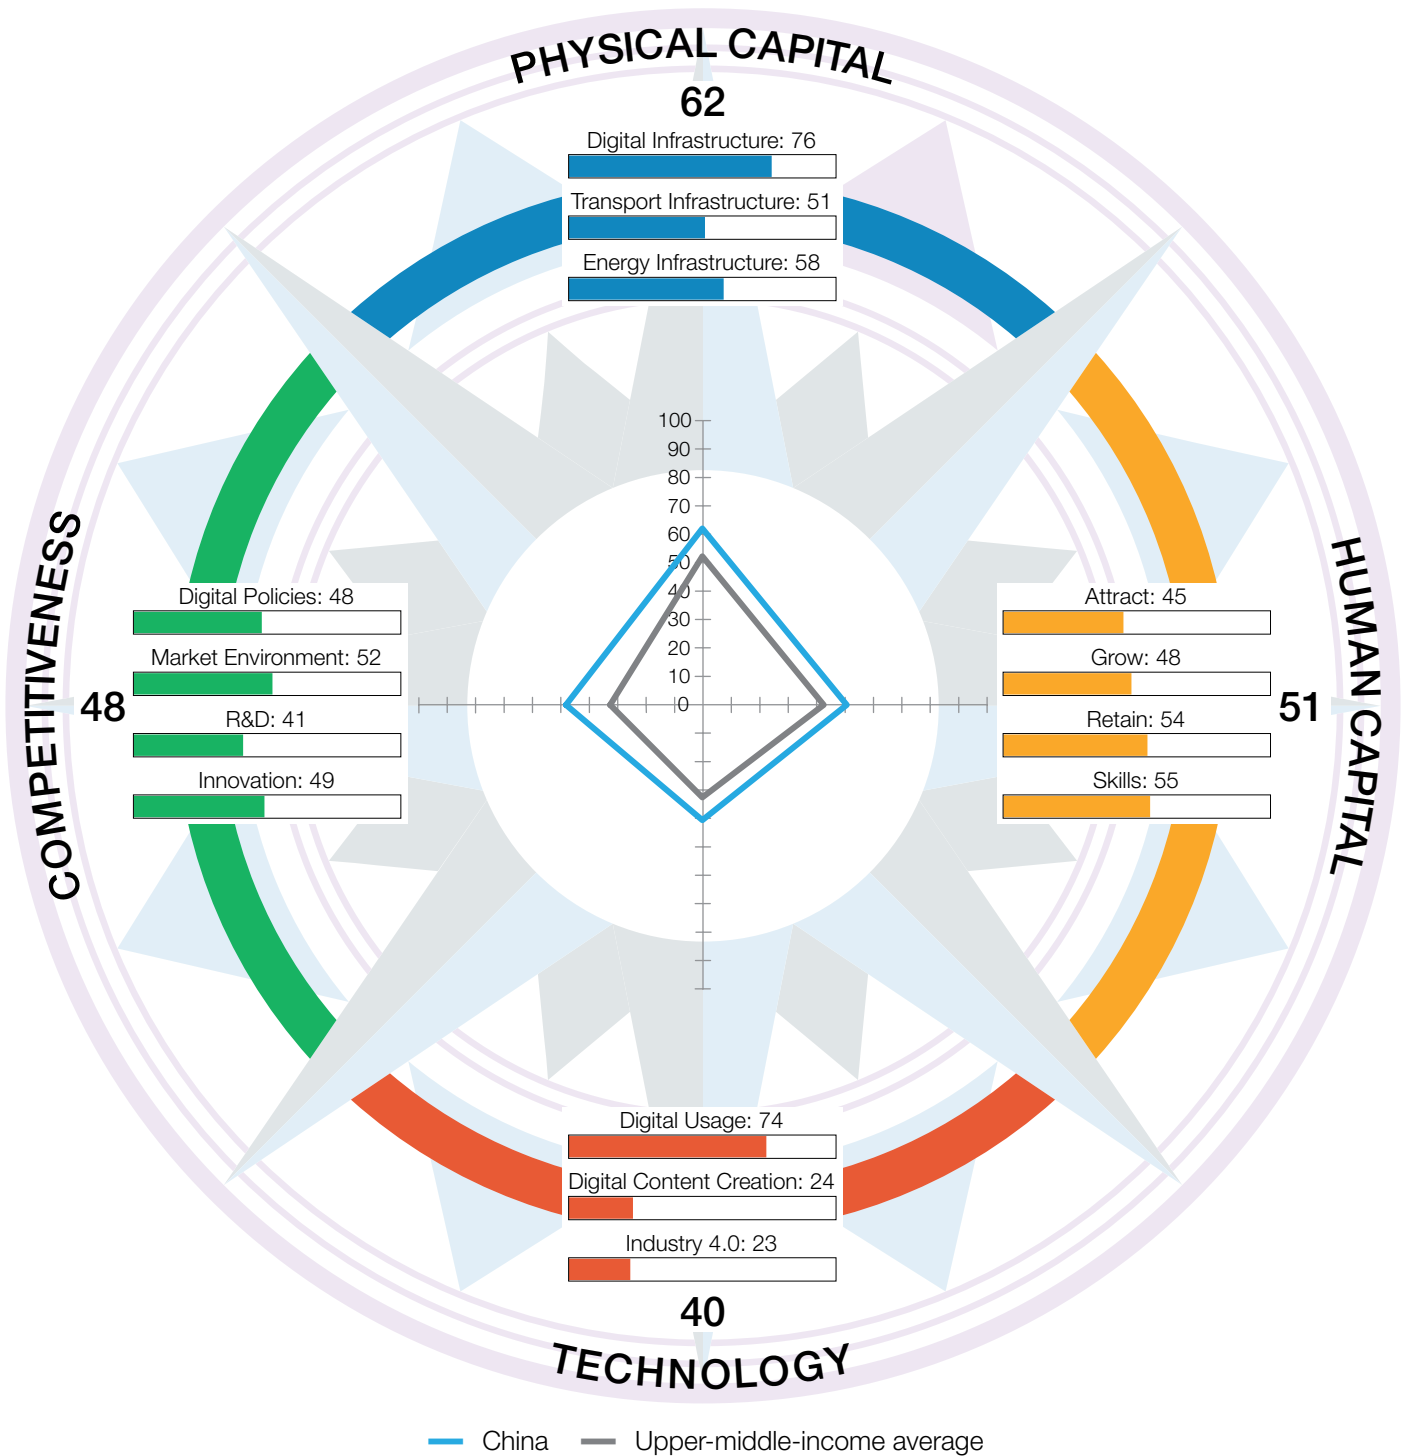 PHYSICAL CAPITAL
62
Digital Infrastructure: 76
Transport Infrastructure: 51
Energy Infrastructure: 58
COMPETITIVENESS
48
Digital Policies: 48
Market Environment: 52
R&D: 41
Innovation: 49
100
90
80
70
60
50
40
30
20
10
0
HUMAN CAPITAL
51
Attract: 45
Grow: 48
Retain: 54
Skills: 55
Digital Usage: 74
Digital Content Creation: 24
Industry 4.0: 23
40
TECHNOLOGY
China
Upper-middle-income average